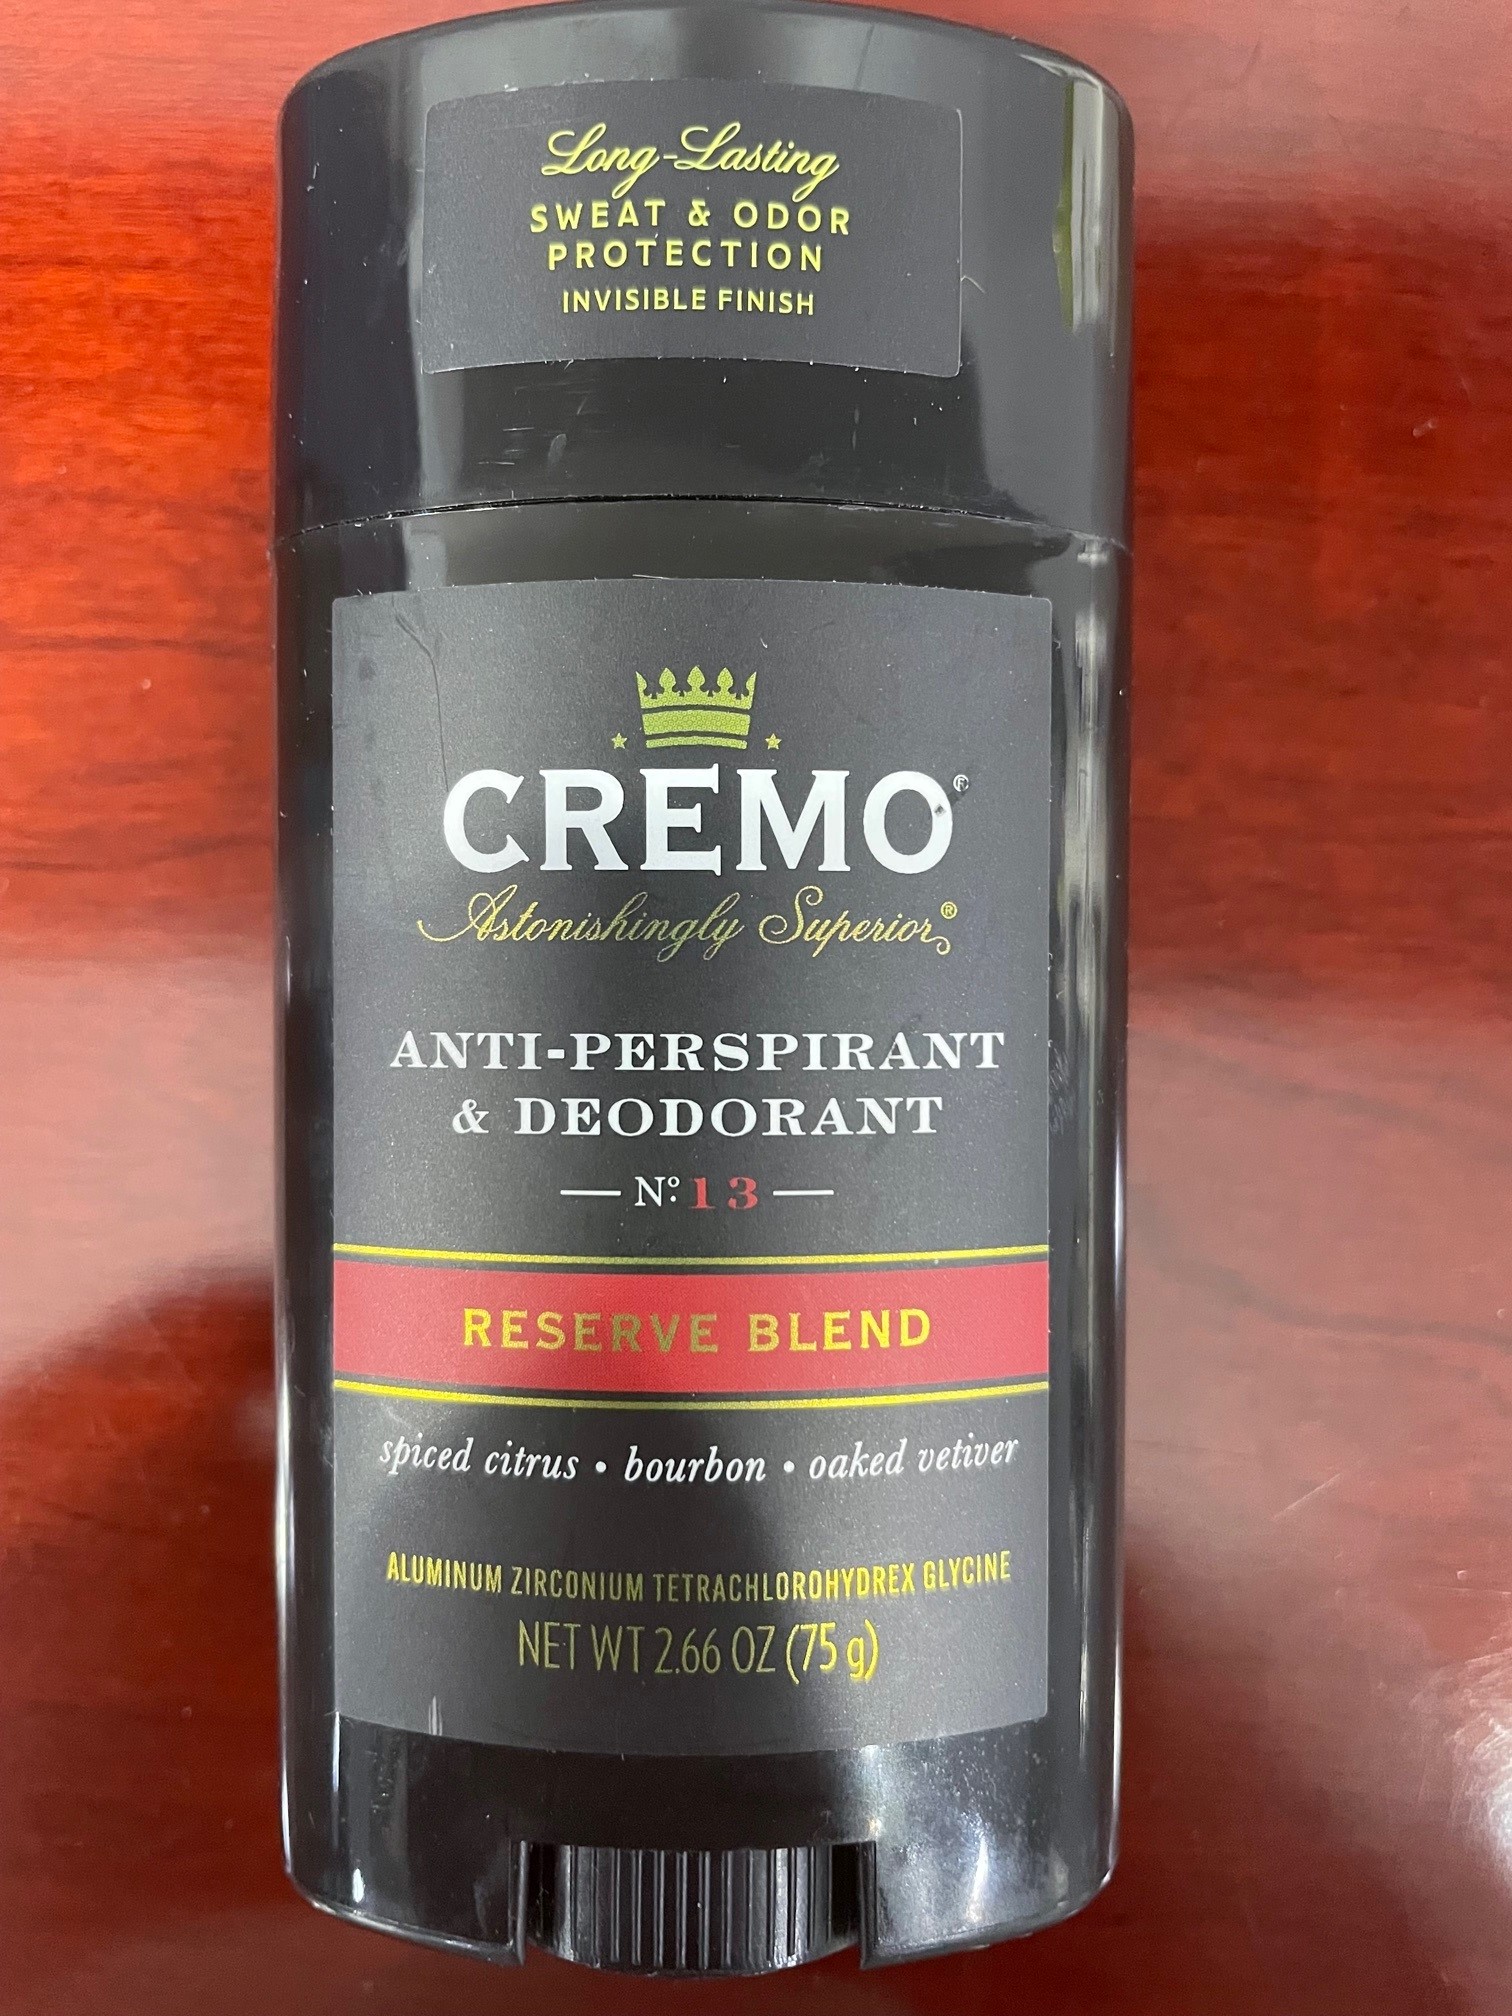 Long-Lasting
SWEAT & ODOR
PROTECTION
INVISIBLE FINISH
CREMO®
Astonishingly Superior®
ANTI-PERSPIRANT
& DEODORANT
— Nº 13 —
RESERVE BLEND
spiced citrus • bourbon • oaked vetiver
ALUMINUM ZIRCONIUM TETRACHLOROHYDREX GLYCINE
NET WT 2.66 OZ (75 g)